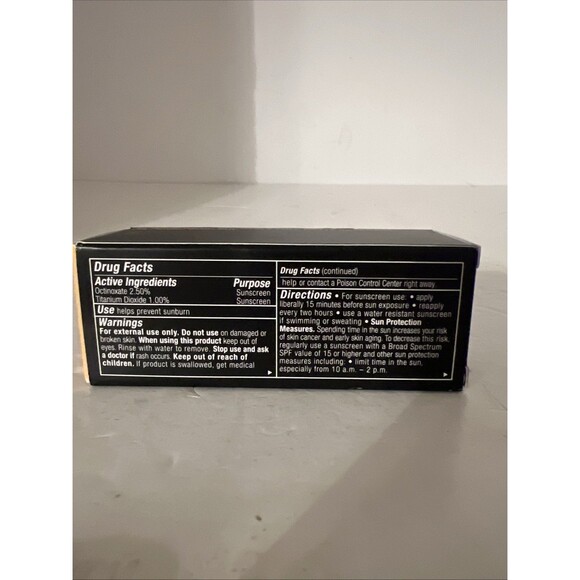 Drug Facts
Active Ingredients Purpose
Octinoxate 2.50% Sunscreen
Titanium Dioxide 1.00% Sunscreen
Use helps prevent sunburn
Warnings
For external use only. Do not use on damaged or
broken skin. When using this product keep out of
eyes. Rinse with water to remove. Stop use and ask
a doctor if rash occurs. Keep out of reach of
children. If product is swallowed, get medical
Drug Facts (continued)
help or contact a Poison Control Center right away.
Directions • For sunscreen use: • apply
liberally 15 minutes before sun exposure • reapply
every two hours • use a water resistant sunscreen
if swimming or sweating • Sun Protection
Measures. Spending time in the sun increases your risk
of skin cancer and early skin aging. To decrease this risk,
regularly use a sunscreen with a Broad Spectrum
SPF value of 15 or higher and other sun protection
measures including: • limit time in the sun,
especially from 10 a.m. – 2 p.m.